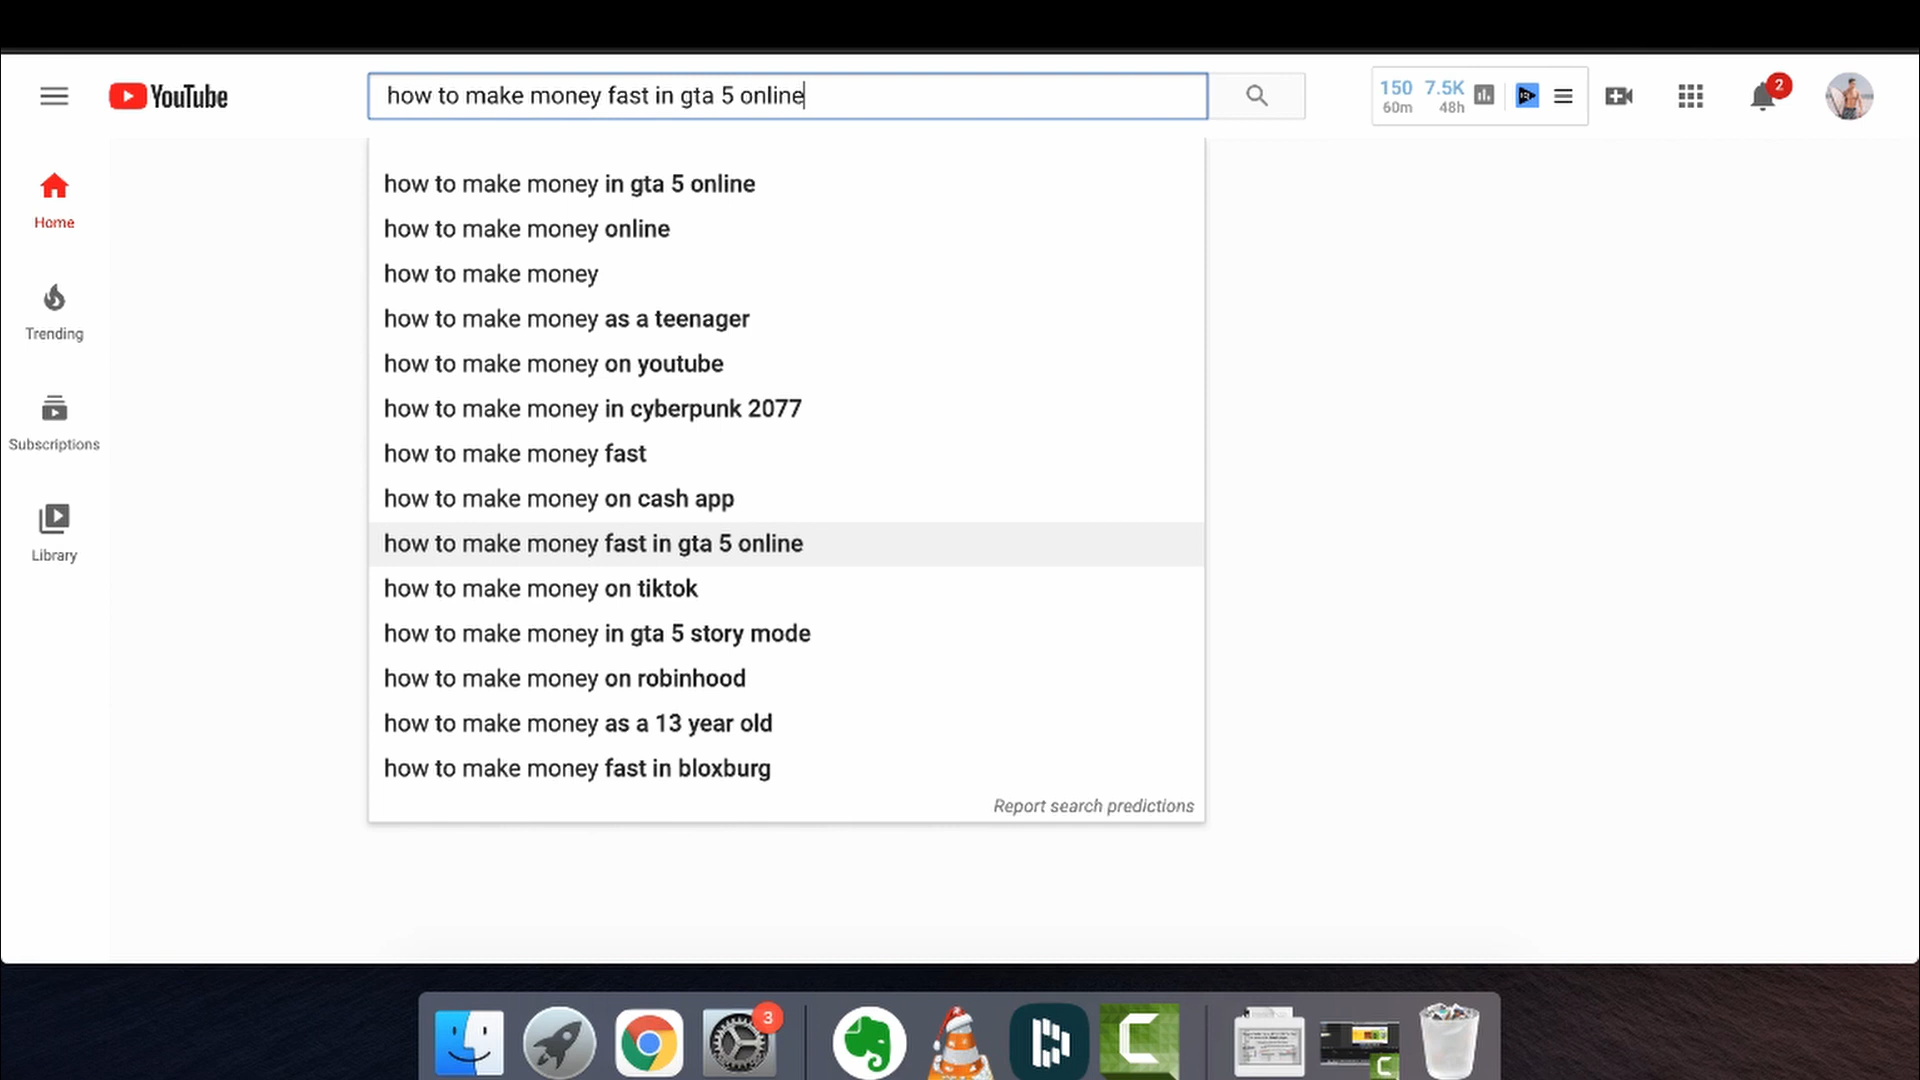 YouTube
how to make money fast in gta 5 online
150 7.5K
60m 48h
2
Home
Trending
Subscriptions
Library
how to make money in gta 5 online
how to make money online
how to make money
how to make money as a teenager
how to make money on youtube
how to make money in cyberpunk 2077
how to make money fast
how to make money on cash app
how to make money fast in gta 5 online
how to make money on tiktok
how to make money in gta 5 story mode
how to make money on robinhood
how to make money as a 13 year old
how to make money fast in bloxburg
Report search predictions
3